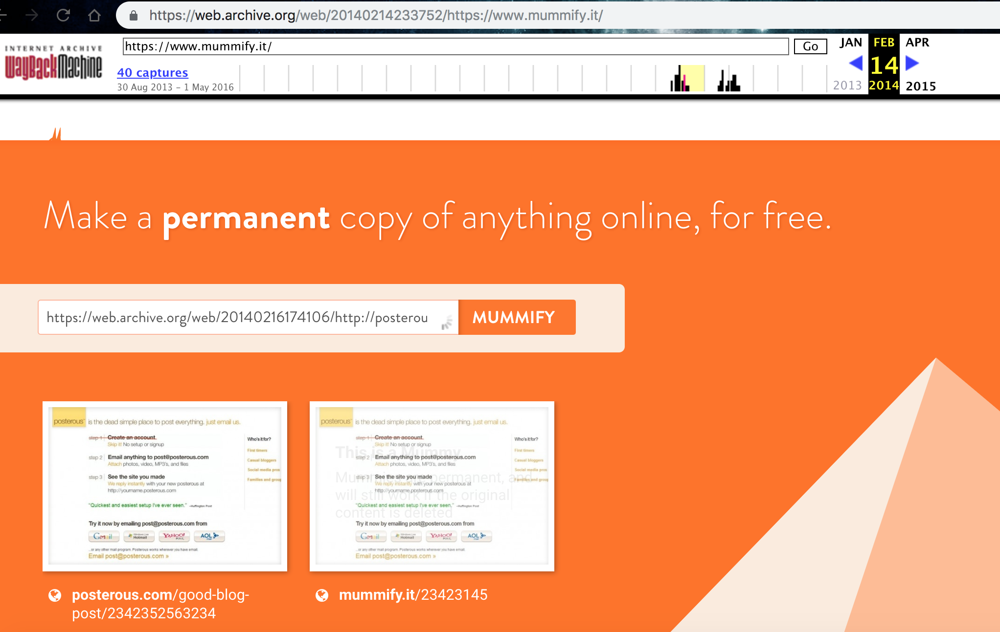 https://web.archive.org/web/20140214233752/https://www.mummify.it/
INTERNET ARCHIVE
WayBackMachine
https://www.mummify.it/
Go
JAN FEB APR
14
2013 2014 2015
40 captures
30 Aug 2013 – 1 May 2016
Make a permanent copy of anything online, for free.
https://web.archive.org/web/20140216174106/http://posterou
MUMMIFY
posterous™ is the dead simple place to post everything. just email us.
step 1 Create an account.
Skip it! No setup or signup
step 2 Email anything to post@posterous.com
Attach photos, video, MP3's, and files
step 3 See the site you made
We reply instantly with your new posterous at
http://yourname.posterous.com
"Quickest and easiest setup I've ever seen." –Huffington Post
Who's it for?
First timers
Casual bloggers
Social media pros
Families and group
Try it now by emailing post@posterous.com from
Gmail Windows Live Hotmail YAHOO! MAIL AOL mail
...or any other mail program. Posterous works wherever you have email.
Email post@posterous.com »
posterous.com/good-blog-
post/2342352563234
posterous™ is the dead simple place to post everything. just email us.
step 1 Create an account.
Skip it! No setup or signup
step 2 Email anything to post@posterous.com
Attach photos, video, MP3's, and files
step 3 See the site you made
We reply instantly with your new posterous at
http://yourname.posterous.com
"Quickest and easiest setup I've ever seen." –Huffington Post
Who's it for?
First timers
Casual bloggers
Social media pros
Families and group
Try it now by emailing post@posterous.com from
Gmail Windows Live Hotmail YAHOO! MAIL AOL mail
...or any other mail program. Posterous works wherever you have email.
Email post@posterous.com »
This is a Mummy
Mummies are permanent, and
will still work if the original
content is deleted
mummify.it/23423145